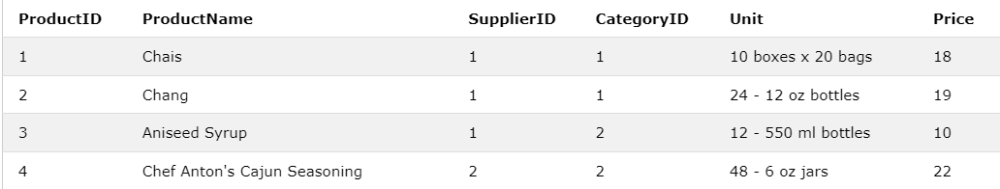 ProductID ProductName SupplierID CategoryID Unit Price
1 Chais 1 1 10 boxes x 20 bags 18
2 Chang 1 1 24 - 12 oz bottles 19
3 Aniseed Syrup 1 2 12 - 550 ml bottles 10
4 Chef Anton's Cajun Seasoning 2 2 48 - 6 oz jars 22